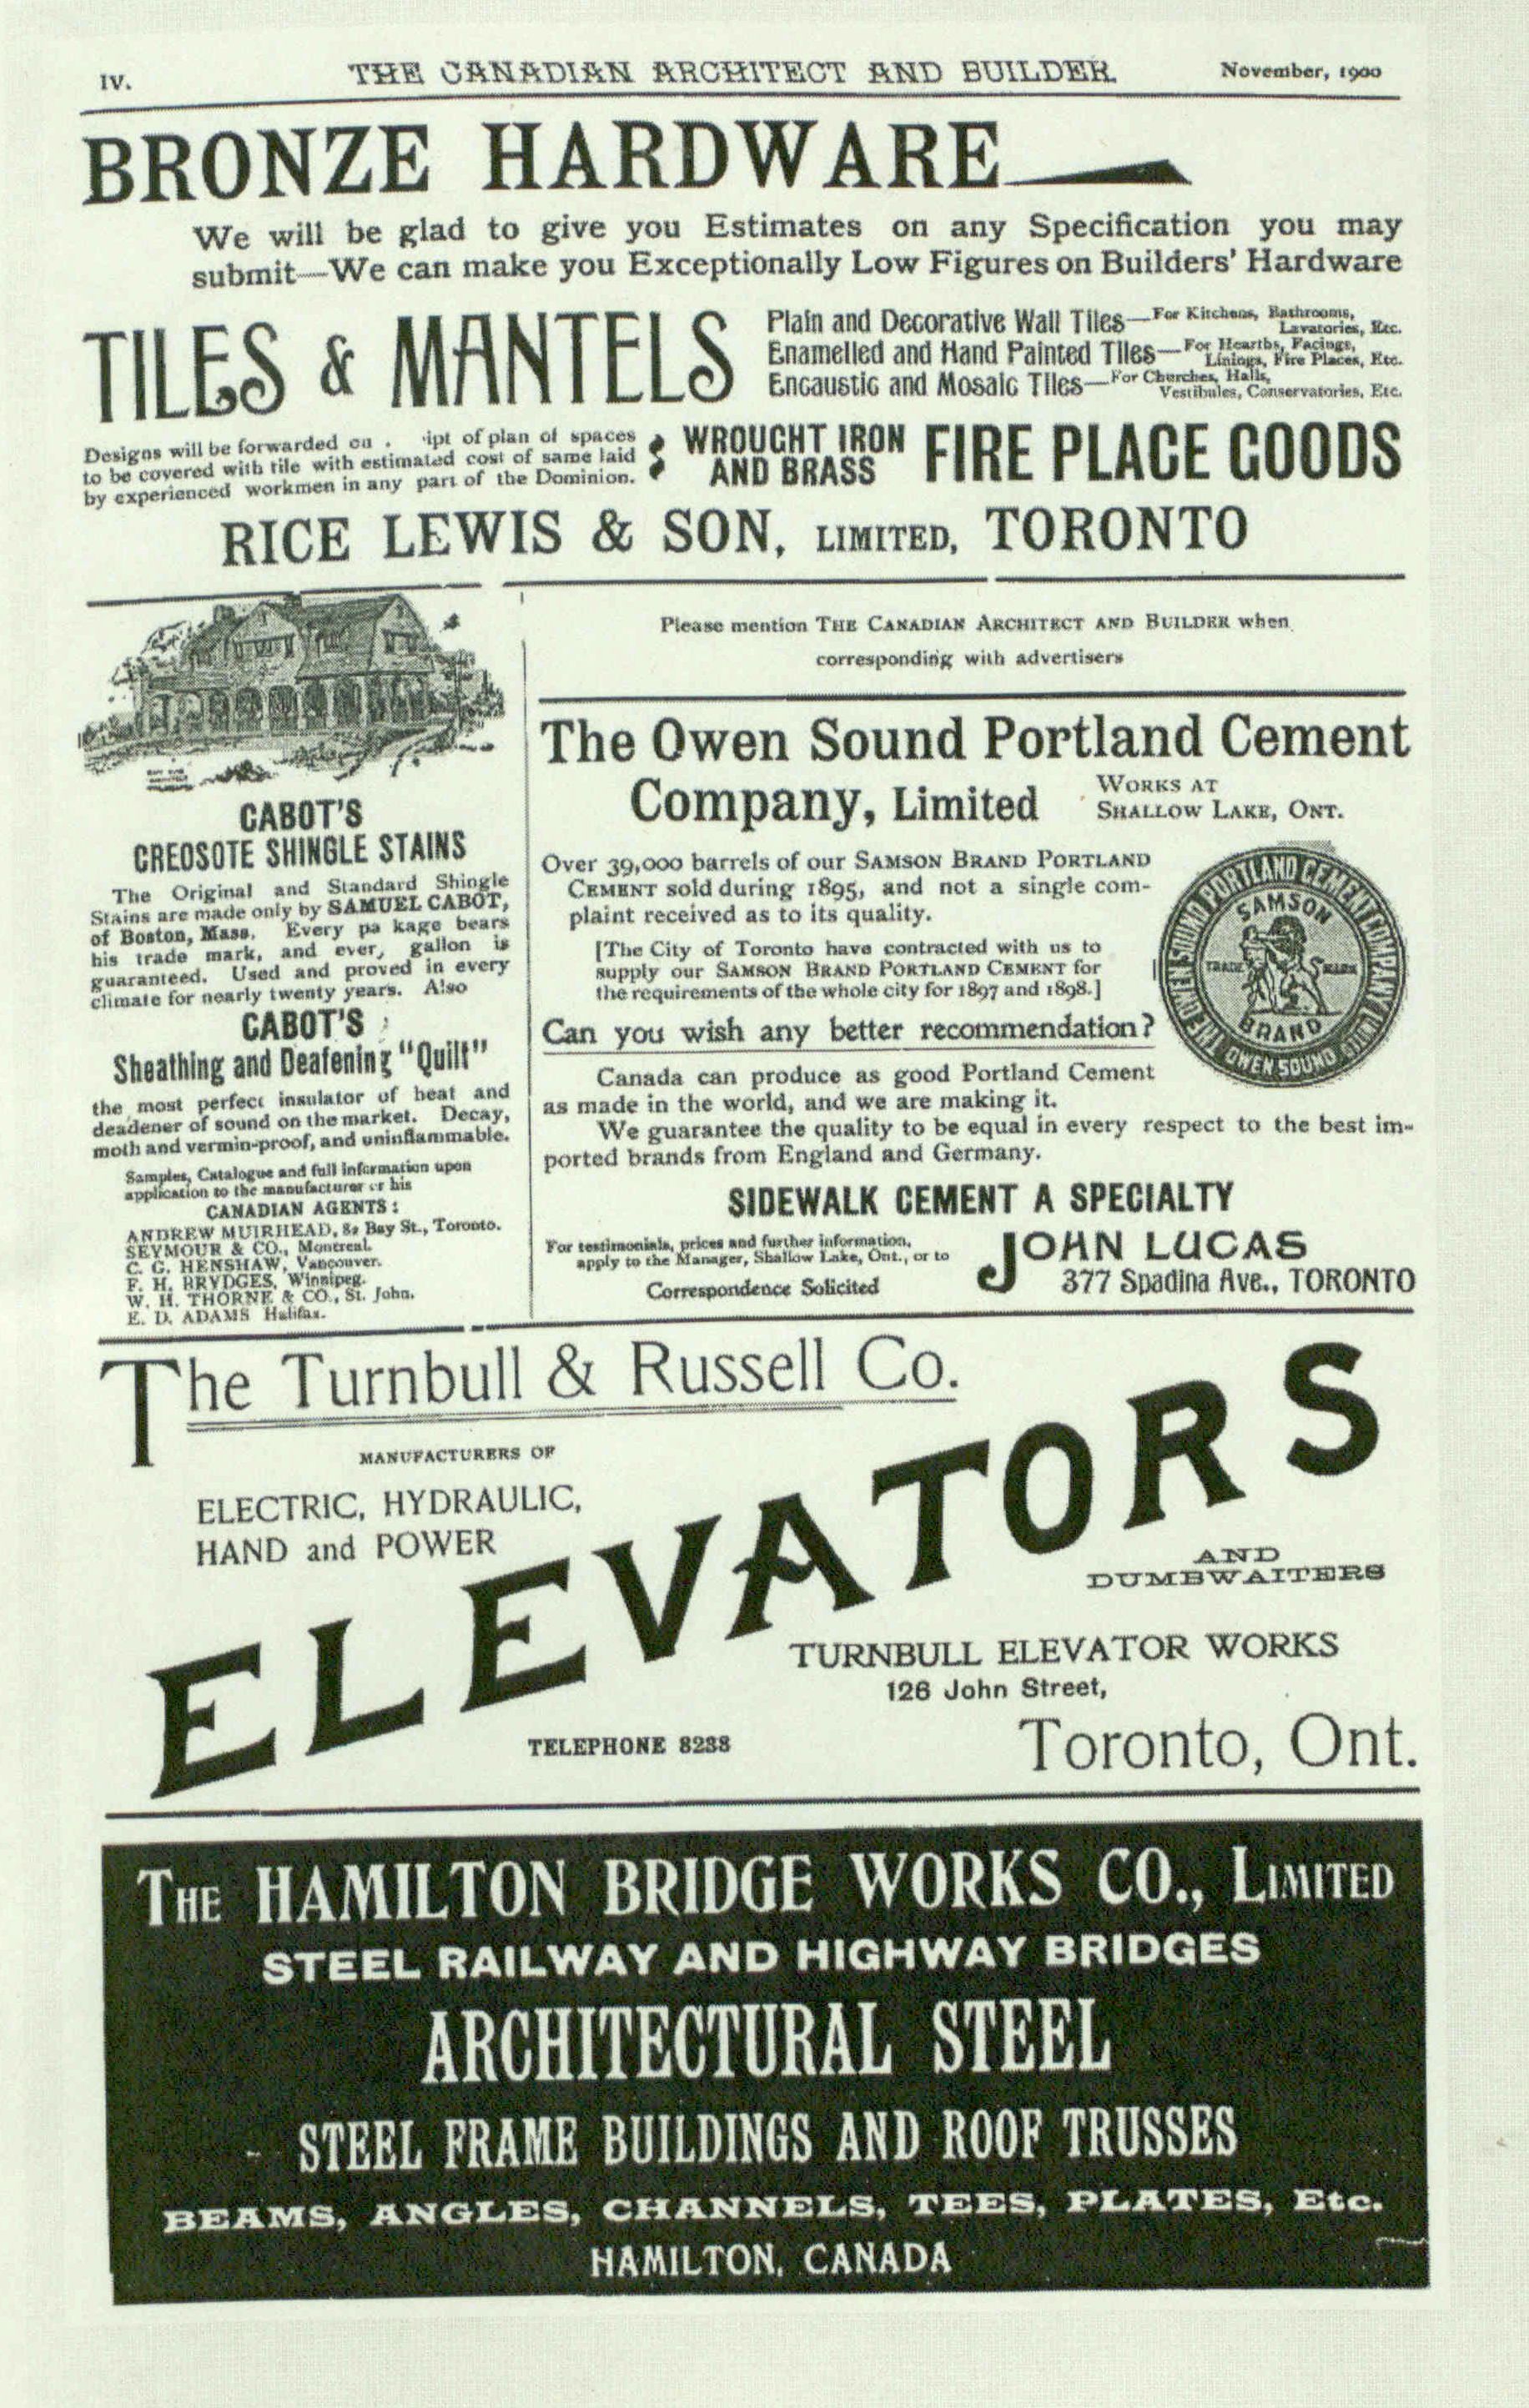 IV.
THE CANADIAN ARCHITECT AND BUILDER
November, 1900
BRONZE HARDWARE
We will be glad to give you Estimates on any Specification you may
submit—We can make you Exceptionally Low Figures on Builders' Hardware
TILES & MANTELS
Plain and Decorative Wall Tiles—For Kitchens, Bathrooms,
Lavatories, Etc.
Enamelled and Hand Painted Tiles—For Hearths, Facings,
Linings, Fire Places, Etc.
Encaustic and Mosaic Tiles—For Churches, Halls,
Vestibules, Conservatories, Etc.
Designs will be forwarded on . ipt of plan of spaces
to be covered with tile with estimated cost of same laid
by experienced workmen in any part of the Dominion.
WROUGHT IRON
AND BRASS
FIRE PLACE GOODS
RICE LEWIS & SON, LIMITED, TORONTO
CABOT'S
CREOSOTE SHINGLE STAINS
The Original and Standard Shingle
Stains are made only by SAMUEL CABOT,
of Boston, Mass. Every pa kage bears
his trade mark, and ever, gallon is
guaranteed. Used and proved in every
climate for nearly twenty years. Also
CABOT'S
Sheathing and Deafening "Quilt"
the most perfect insulator of heat and
deadener of sound on the market. Decay,
moth and vermin-proof, and uninflammable.
Samples, Catalogue and full information upon
application to the manufacturer or his
CANADIAN AGENTS:
ANDREW MUIRHEAD, 82 Bay St., Toronto.
SEYMOUR & CO., Montreal.
C. G. HENSHAW, Vancouver.
F. H. BRYDGES, Winnipeg.
W. H. THORNE & CO., St. John.
E. D. ADAMS Halifax.
Please mention THE CANADIAN ARCHITECT AND BUILDER when
corresponding with advertisers
The Owen Sound Portland Cement
Company, Limited
WORKS AT
SHALLOW LAKE, ONT.
Over 39,000 barrels of our SAMSON BRAND PORTLAND
CEMENT sold during 1895, and not a single com-
plaint received as to its quality.
[The City of Toronto have contracted with us to
supply our SAMSON BRAND PORTLAND CEMENT for
the requirements of the whole city for 1897 and 1898.]
Can you wish any better recommendation?
OWEN SOUND PORTLAND CEMENT COMPANY
SAMSON
TRADE MARK
BRAND
OWEN SOUND
Canada can produce as good Portland Cement
as made in the world, and we are making it.
We guarantee the quality to be equal in every respect to the best im-
ported brands from England and Germany.
SIDEWALK CEMENT A SPECIALTY
For testimonials, prices and further information,
apply to the Manager, Shallow Lake, Ont., or to
Correspondence Solicited
JOHN LUCAS
377 Spadina Ave., TORONTO
The Turnbull & Russell Co.
MANUFACTURERS OF
ELECTRIC, HYDRAULIC,
HAND and POWER
ELEVATORS
AND
DUMBWAITERS
TURNBULL ELEVATOR WORKS
126 John Street,
TELEPHONE 8238
Toronto, Ont.
THE HAMILTON BRIDGE WORKS CO., LIMITED
STEEL RAILWAY AND HIGHWAY BRIDGES
ARCHITECTURAL STEEL
STEEL FRAME BUILDINGS AND ROOF TRUSSES
BEAMS, ANGLES, CHANNELS, TEES, PLATES, Etc.
HAMILTON, CANADA